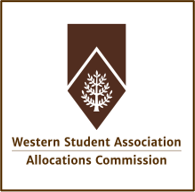 Western Student Association
Allocations Commission